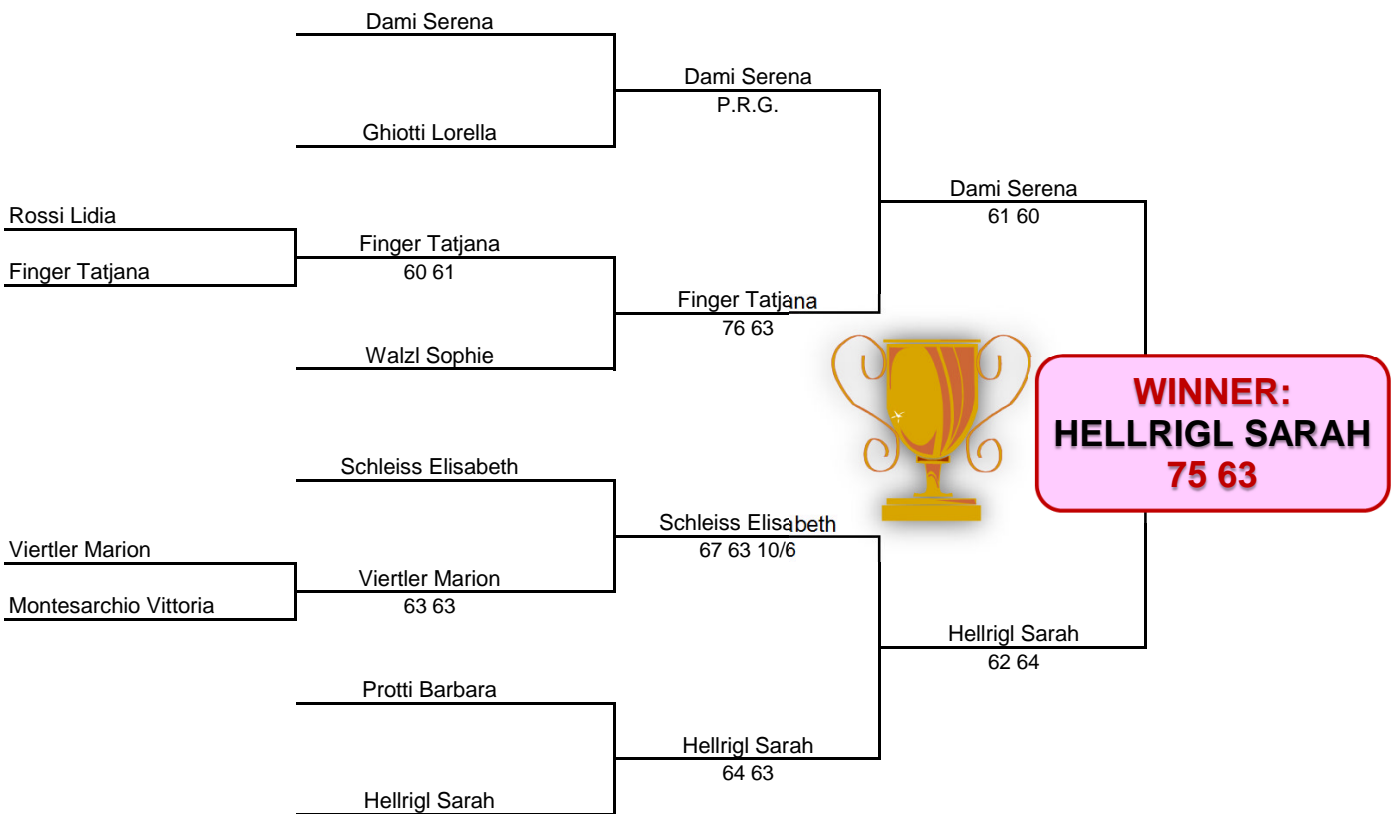 Dami Serena
Dami Serena
P.R.G.
Ghiotti Lorella
Dami Serena
61 60
Rossi Lidia
Finger Tatjana
60 61
Finger Tatjana
Finger Tatjana
76 63
Walzl Sophie
WINNER:
HELLRIGL SARAH
75 63
Schleiss Elisabeth
Schleiss Elisabeth
67 63 10/6
Viertler Marion
Viertler Marion
63 63
Montesarchio Vittoria
Hellrigl Sarah
62 64
Protti Barbara
Hellrigl Sarah
64 63
Hellrigl Sarah